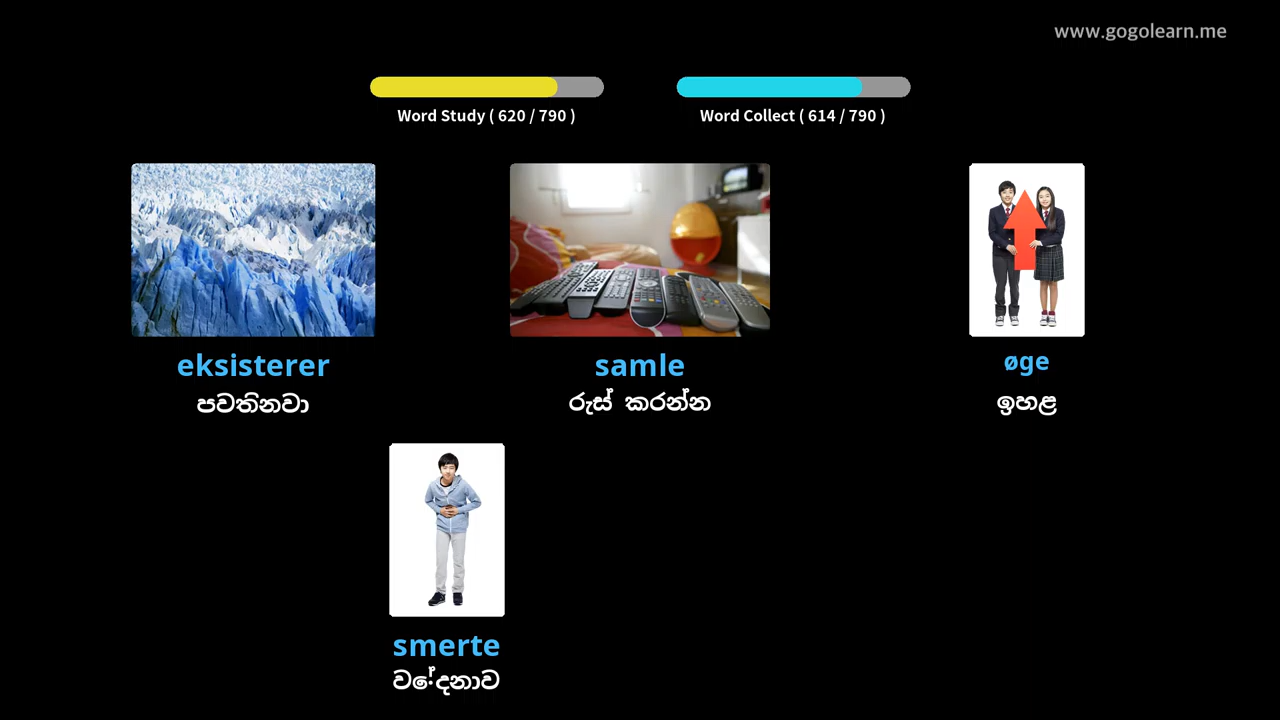 www.gogolearn.me
Word Study ( 620 / 790 )
Word Collect ( 614 / 790 )
eksisterer
samle
øge
පවතිනවා
රුස් කරන්න
ඉහළ
smerte
වේදනාව